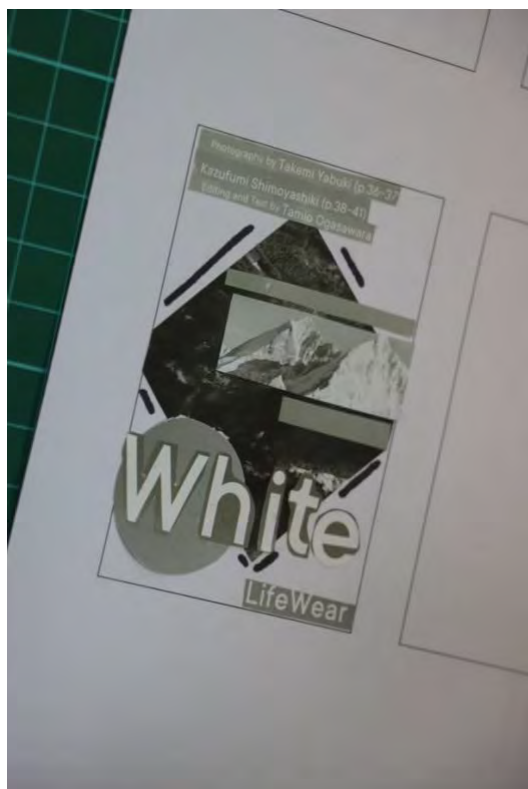 Photography by Takemi Yabuki (p.36–37
Kazufumi Shimoyashiki (p.38–41)
Editing and Text by Tamio Ogasawara
White
LifeWear